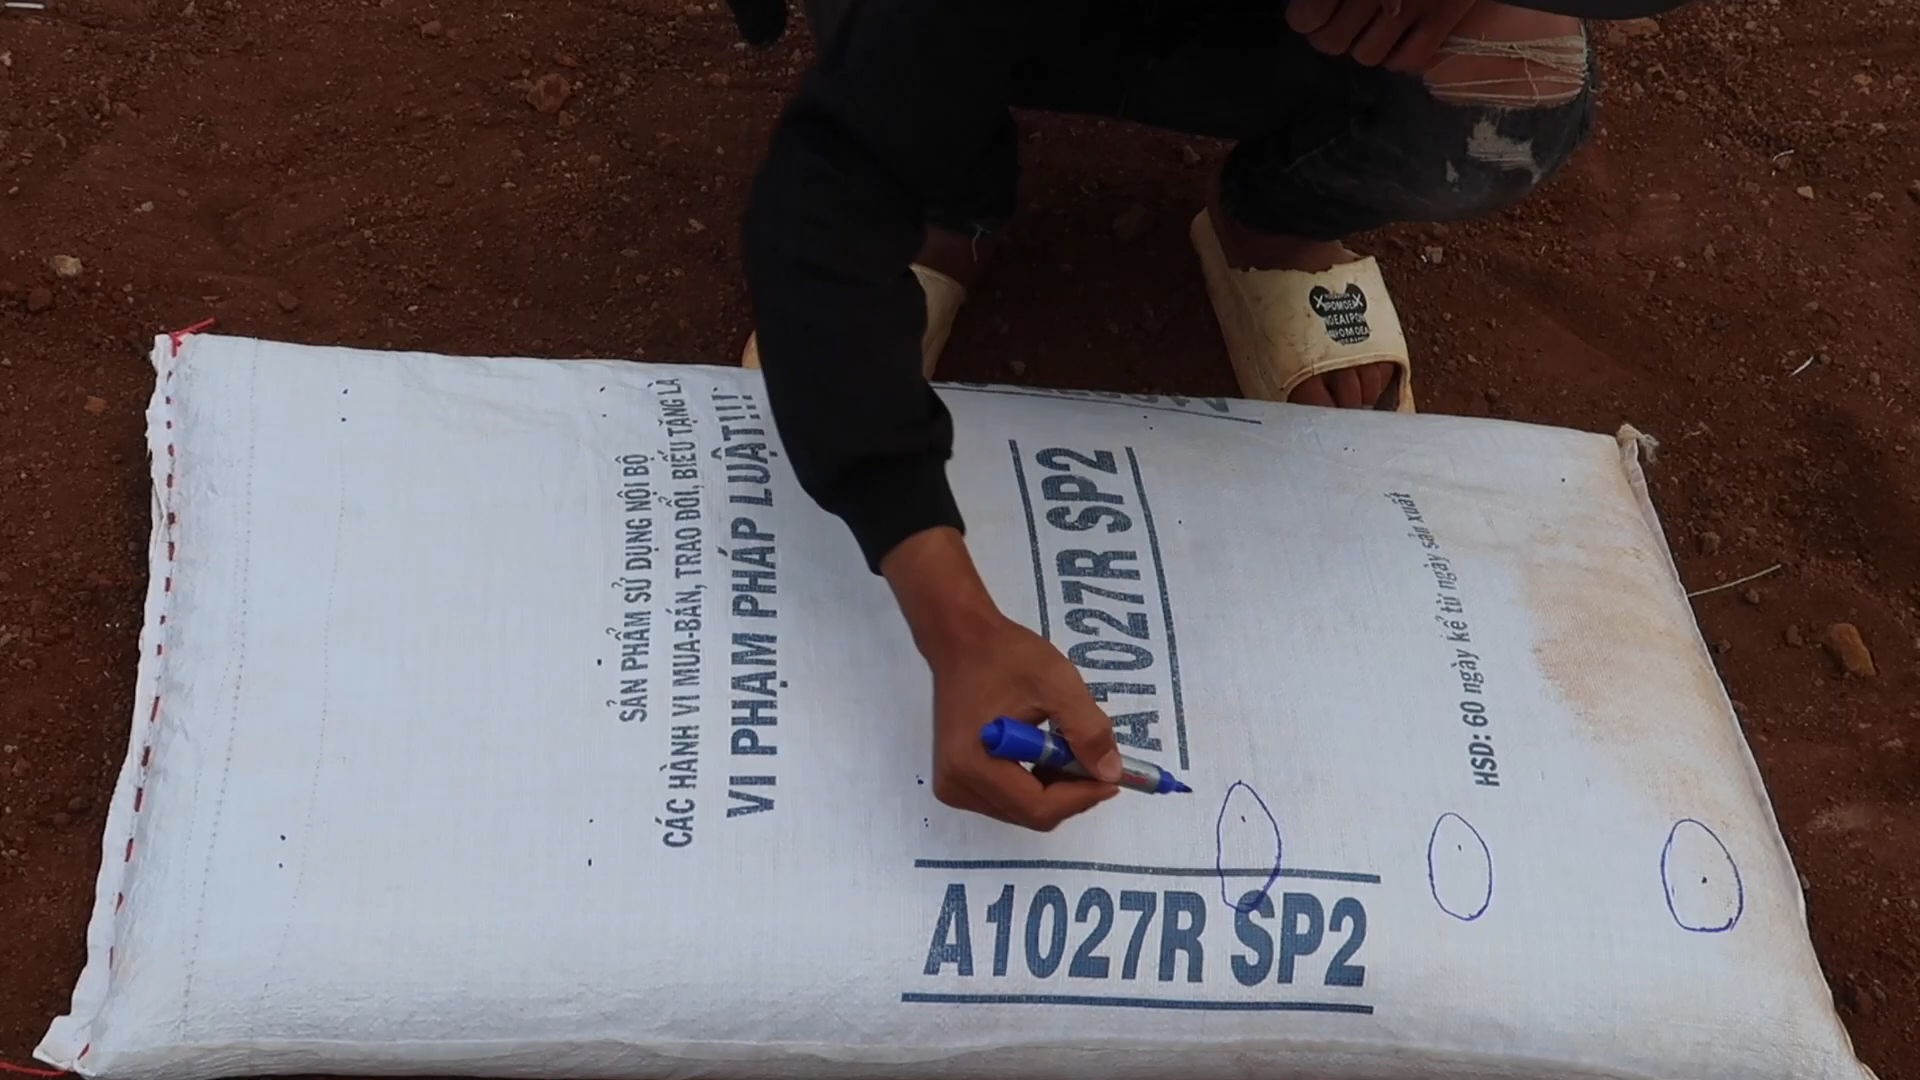 SẢN PHẨM SỬ DỤNG NỘI BỘ
CÁC HÀNH VI MUA-BÁN, TRAO ĐỔI, BIẾU TẶNG LÀ
VI PHẠM PHÁP LUẬT!!!
A1027R SP2
HSD: 60 ngày kể từ ngày sản xuất
A1027R SP2